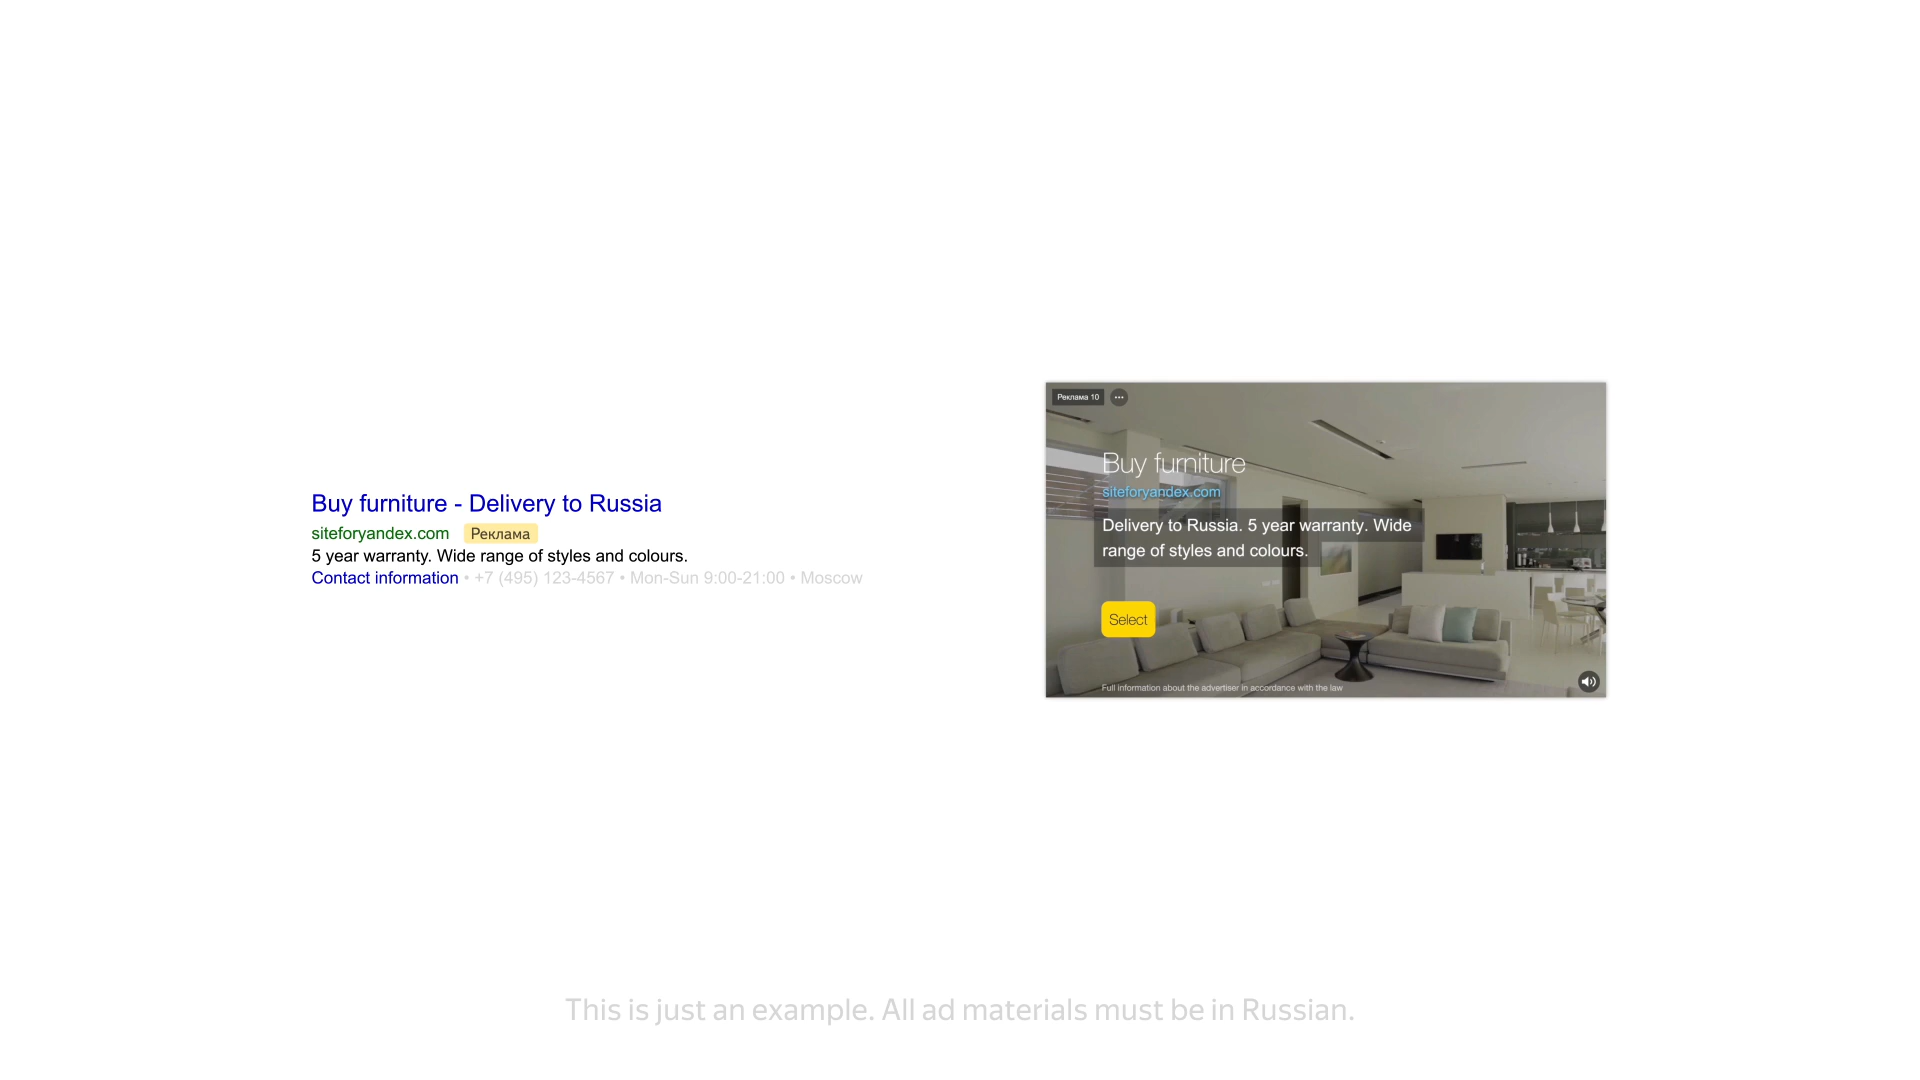 Buy furniture - Delivery to Russia
siteforyandex.com Реклама
5 year warranty. Wide range of styles and colours.
Contact information • +7 (495) 123-4567 • Mon-Sun 9:00-21:00 • Moscow
Реклама 10
Buy furniture
siteforyandex.com
Delivery to Russia. 5 year warranty. Wide
range of styles and colours.
Select
Full information about the advertiser in accordance with the law
This is just an example. All ad materials must be in Russian.